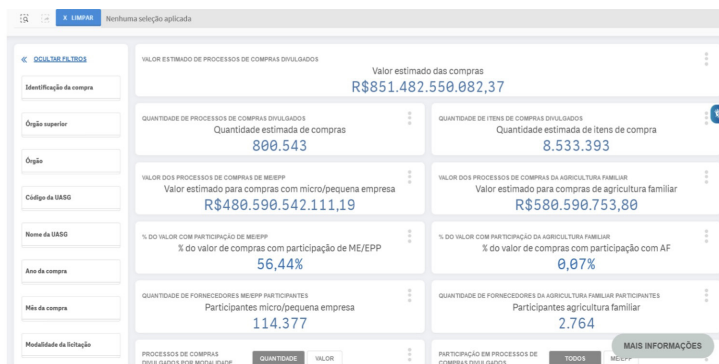 X LIMPAR
Nenhuma seleção aplicada
« OCULTAR FILTROS
Identificação da compra
Órgão superior
Órgão
Código da UASG
Nome da UASG
Ano da compra
Mês da compra
Modalidade da licitação
VALOR ESTIMADO DE PROCESSOS DE COMPRAS DIVULGADOS
Valor estimado das compras
R$851.482.550.082,37
QUANTIDADE DE PROCESSOS DE COMPRAS DIVULGADOS
Quantidade estimada de compras
800.543
QUANTIDADE DE ITENS DE COMPRAS DIVULGADOS
Quantidade estimada de itens de compra
8.533.393
VALOR DOS PROCESSOS DE COMPRAS DE ME/EPP
Valor estimado para compras com micro/pequena empresa
R$480.590.542.111,19
VALOR DOS PROCESSOS DE COMPRAS DA AGRICULTURA FAMILIAR
Valor estimado para compras de agricultura familiar
R$580.590.753,80
% DO VALOR COM PARTICIPAÇÃO DE ME/EPP
% do valor de compras com participação de ME/EPP
56,44%
% DO VALOR COM PARTICIPAÇÃO DA AGRICULTURA FAMILIAR
% do valor de compras com participação com AF
0,07%
QUANTIDADE DE FORNECEDORES ME/EPP PARTICIPANTES
Participantes micro/pequena empresa
114.377
QUANTIDADE DE FORNECEDORES DA AGRICULTURA FAMILIAR PARTICIPANTES
Participantes agricultura familiar
2.764
PROCESSOS DE COMPRAS
DIVULGADOS POR MODALIDADE
QUANTIDADE
VALOR
PARTICIPAÇÃO EM PROCESSOS DE
COMPRAS DIVULGADOS
TODOS
ME/EPP
MAIS INFORMAÇÕES